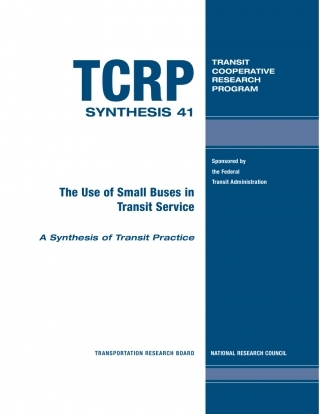 TCRP
SYNTHESIS 41
TRANSIT
COOPERATIVE
RESEARCH
PROGRAM
Sponsored by
the Federal
Transit Administration
The Use of Small Buses in
Transit Service
A Synthesis of Transit Practice
TRANSPORTATION RESEARCH BOARD
NATIONAL RESEARCH COUNCIL